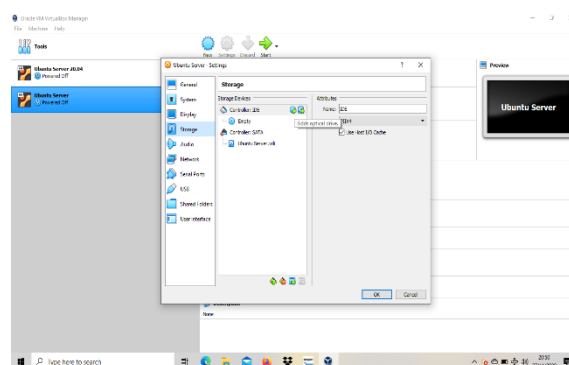 Oracle VM VirtualBox Manager
File Machine Help
Tools
New Settings Discard Start
Ubuntu Server 20.04
Powered Off
Ubuntu Server
Powered Off
Preview
Ubuntu Server
Ubuntu Server - Settings
? ×
General
System
Display
Storage
Audio
Network
Serial Ports
USB
Shared Folders
User Interface
Storage
Storage Devices
Controller: IDE
Empty
Controller: SATA
Ubuntu Server.vdi
Adds optical drive.
Attributes
Name: IDE
PIIX4
Use Host I/O Cache
OK Cancel
Description
None
Type here to search
20:50